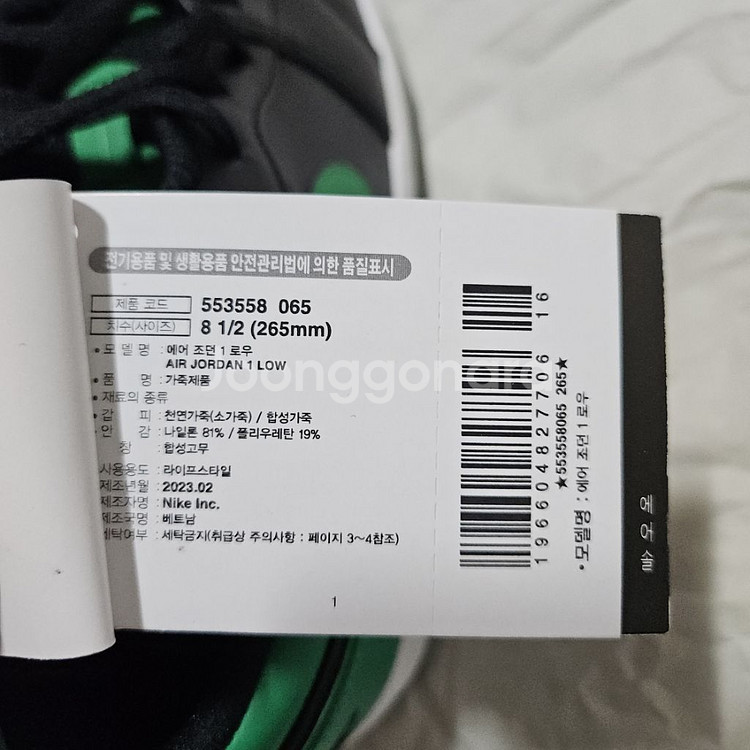 전기용품 및 생활용품 안전관리법에 의한 품질표시
제품 코드 553558 065
치수(사이즈) 8 1/2 (265mm)
• 모 델 명 : 에어 조던 1 로우
AIR JORDAN 1 LOW
• 품 명 : 가죽제품
• 재료의 종류
• 겉 피 : 천연가죽(소가죽) / 합성가죽
안 감 : 나일론 81% / 폴리우레탄 19%
창 : 합성고무
사용용도 : 라이프스타일
제조년월 : 2023.02
제조자명 : Nike Inc.
제조국명 : 베트남
세탁여부 : 세탁금지(취급상 주의사항 : 페이지 3~4참조)
1
196604827706 16
★553558065 265★
• 모델명 : 에어 조던 1 로우
에어솔
joonggonara